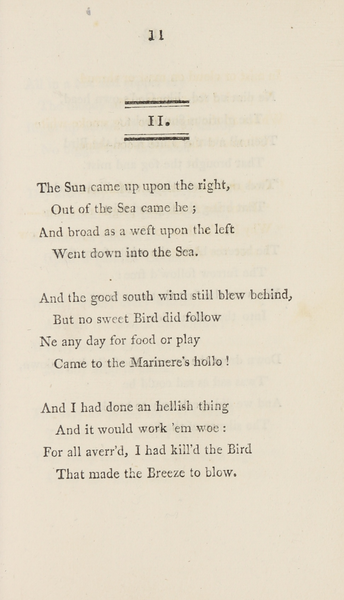 11
II.
The Sun came up upon the right,
Out of the Sea came he ;
And broad as a weft upon the left
Went down into the Sea.
And the good south wind still blew behind,
But no sweet Bird did follow
Ne any day for food or play
Came to the Marinere's hollo !
And I had done an hellish thing
And it would work 'em woe :
For all averr'd, I had kill'd the Bird
That made the Breeze to blow.